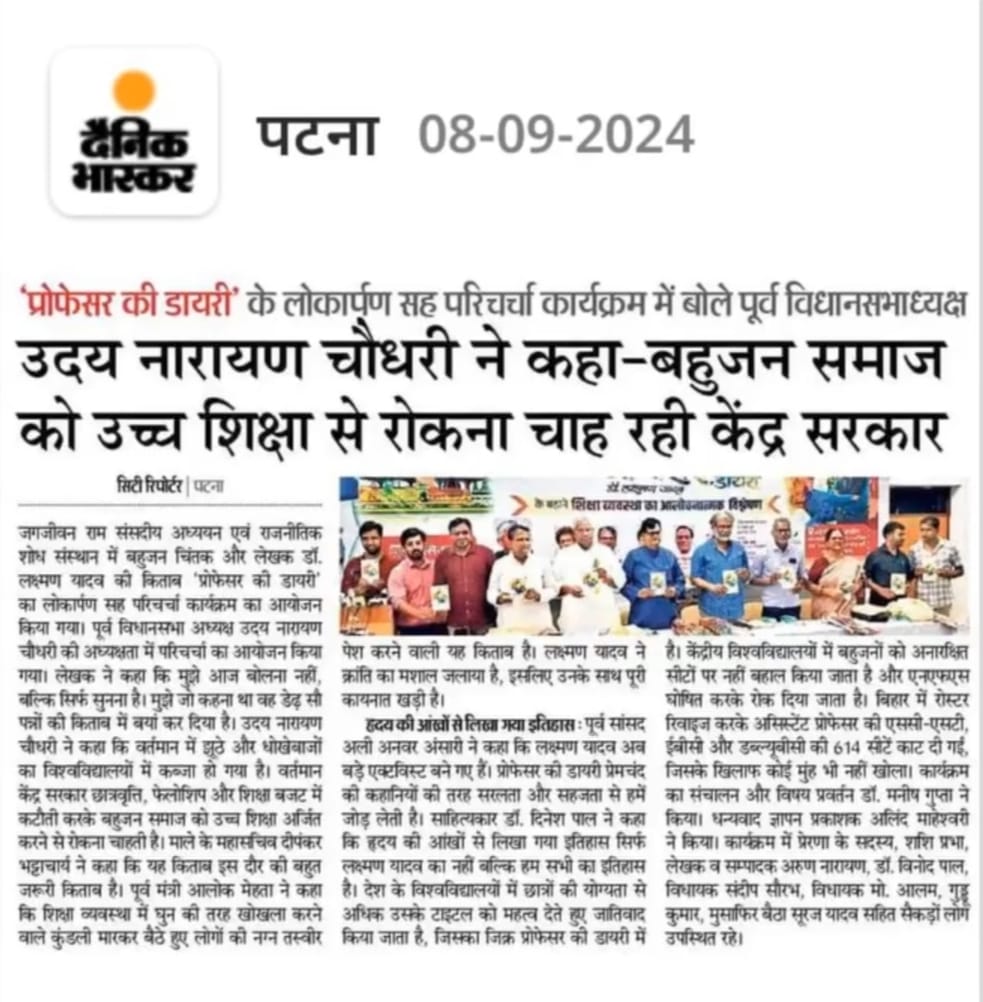 दैनिक
भास्कर
पटना 08-09-2024
'प्रोफेसर की डायरी' के लोकार्पण सह परिचर्चा कार्यक्रम में बोले पूर्व विधानसभाध्यक्ष
उदय नारायण चौधरी ने कहा-बहुजन समाज
को उच्च शिक्षा से रोकना चाह रही केंद्र सरकार
सिटी रिपोर्टर | पटना
जगजीवन राम संसदीय अध्ययन एवं राजनीतिक
शोध संस्थान में बहुजन चिंतक और लेखक डॉ.
लक्ष्मण यादव की किताब 'प्रोफेसर की डायरी'
का लोकार्पण सह परिचर्चा कार्यक्रम का आयोजन
किया गया। पूर्व विधानसभा अध्यक्ष उदय नारायण
चौधरी की अध्यक्षता में परिचर्चा का आयोजन किया
गया। लेखक ने कहा कि मुझे आज बोलना नहीं,
बल्कि सिर्फ सुनना है। मुझे जो कहना था वह डेढ़ सौ
पन्नों की किताब में बयां कर दिया है। उदय नारायण
चौधरी ने कहा कि वर्तमान में झूठे और धोखेबाजों
का विश्वविद्यालयों में कब्जा हो गया है। वर्तमान
केंद्र सरकार छात्रवृत्ति, फेलोशिप और शिक्षा बजट में
कटौती करके बहुजन समाज को उच्च शिक्षा अर्जित
करने से रोकना चाहती है। माले के महासचिव दीपंकर
भट्टाचार्य ने कहा कि यह किताब इस दौर की बहुत
जरूरी किताब है। पूर्व मंत्री आलोक मेहता ने कहा
कि शिक्षा व्यवस्था में घुन की तरह खोखला करने
वाले कुंडली मारकर बैठे हुए लोगों की नग्न तस्वीर
डायरी
डॉ. लक्ष्मण यादव
के बहाने शिक्षा व्यवस्था का आलोचनात्मक विश्लेषण
पेश करने वाली यह किताब है। लक्ष्मण यादव ने
क्रांति का मशाल जलाया है, इसलिए उनके साथ पूरी
कायनात खड़ी है।
हृदय की आंखों से लिखा गया इतिहास : पूर्व सांसद
अली अनवर अंसारी ने कहा कि लक्ष्मण यादव अब
बड़े एक्टिविस्ट बने गए हैं। प्रोफेसर की डायरी प्रेमचंद
की कहानियों की तरह सरलता और सहजता से हमें
जोड़ लेती है। साहित्यकार डॉ. दिनेश पाल ने कहा
कि हृदय की आंखों से लिखा गया इतिहास सिर्फ
लक्ष्मण यादव का नहीं बल्कि हम सभी का इतिहास
है। देश के विश्वविद्यालयों में छात्रों की योग्यता से
अधिक उसके टाइटल को महत्व देते हुए जातिवाद
किया जाता है, जिसका जिक्र प्रोफेसर की डायरी में
है। केंद्रीय विश्वविद्यालयों में बहुजनों को अनारक्षित
सीटों पर नहीं बहाल किया जाता है और एनएफएस
घोषित करके रोक दिया जाता है। बिहार में रोस्टर
रिवाइज करके असिस्टेंट प्रोफेसर की एससी-एसटी,
ईबीसी और डब्ल्यूबीसी की 614 सीटें काट दी गईं,
जिसके खिलाफ कोई मुंह भी नहीं खोला। कार्यक्रम
का संचालन और विषय प्रवर्तन डॉ. मनीष गुप्ता ने
किया। धन्यवाद ज्ञापन प्रकाशक अलिंद माहेश्वरी
ने किया। कार्यक्रम में प्रेरणा के सदस्य, शशि प्रभा,
लेखक व सम्पादक अरुण नारायण, डॉ. विनोद पाल,
विधायक संदीप सौरभ, विधायक मो. आलम, गुड्डू
कुमार, मुसाफिर बैठा सूरज यादव सहित सैकड़ों लोग
उपस्थित रहे।